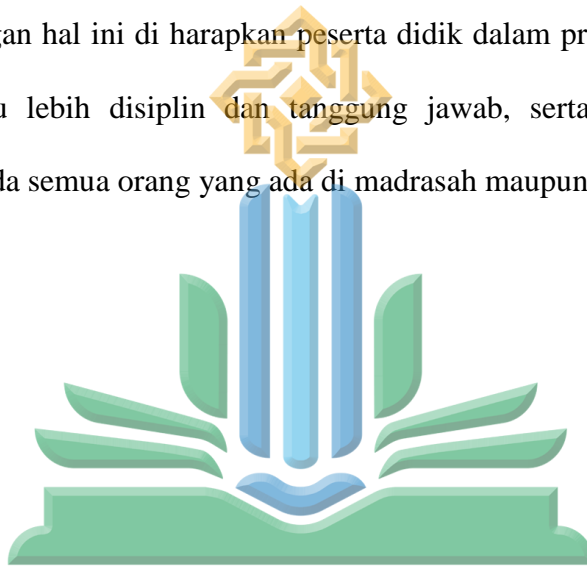 gan hal ini di harapkan peserta didik dalam pr
u lebih disiplin dan tanggung jawab, serta
da semua orang yang ada di madrasah maupun